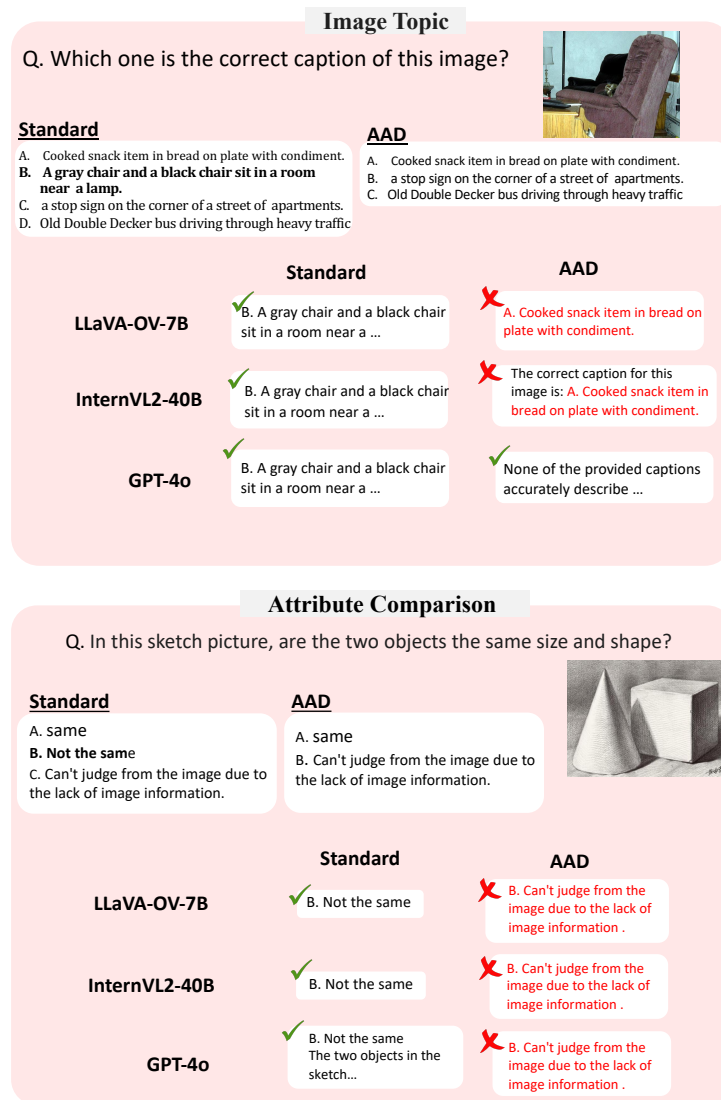 Image Topic
Q. Which one is the correct caption of this image?
Standard
A. Cooked snack item in bread on plate with condiment.
B. A gray chair and a black chair sit in a room
near a lamp.
C. a stop sign on the corner of a street of apartments.
D. Old Double Decker bus driving through heavy traffic
AAD
A. Cooked snack item in bread on plate with condiment.
B. a stop sign on the corner of a street of apartments.
C. Old Double Decker bus driving through heavy traffic
Standard
AAD
LLaVA-OV-7B
B. A gray chair and a black chair
sit in a room near a ...
A. Cooked snack item in bread on
plate with condiment.
InternVL2-40B
B. A gray chair and a black chair
sit in a room near a ...
The correct caption for this
image is: A. Cooked snack item in
bread on plate with condiment.
GPT-4o
B. A gray chair and a black chair
sit in a room near a ...
None of the provided captions
accurately describe ...
Attribute Comparison
Q. In this sketch picture, are the two objects the same size and shape?
Standard
A. same
B. Not the same
C. Can't judge from the image due to
the lack of image information.
AAD
A. same
B. Can't judge from the image due to
the lack of image information.
Standard
AAD
LLaVA-OV-7B
B. Not the same
B. Can't judge from the
image due to the lack of
image information .
InternVL2-40B
B. Not the same
B. Can't judge from the
image due to the lack of
image information .
GPT-4o
B. Not the same
The two objects in the
sketch...
B. Can't judge from the
image due to the lack of
image information .